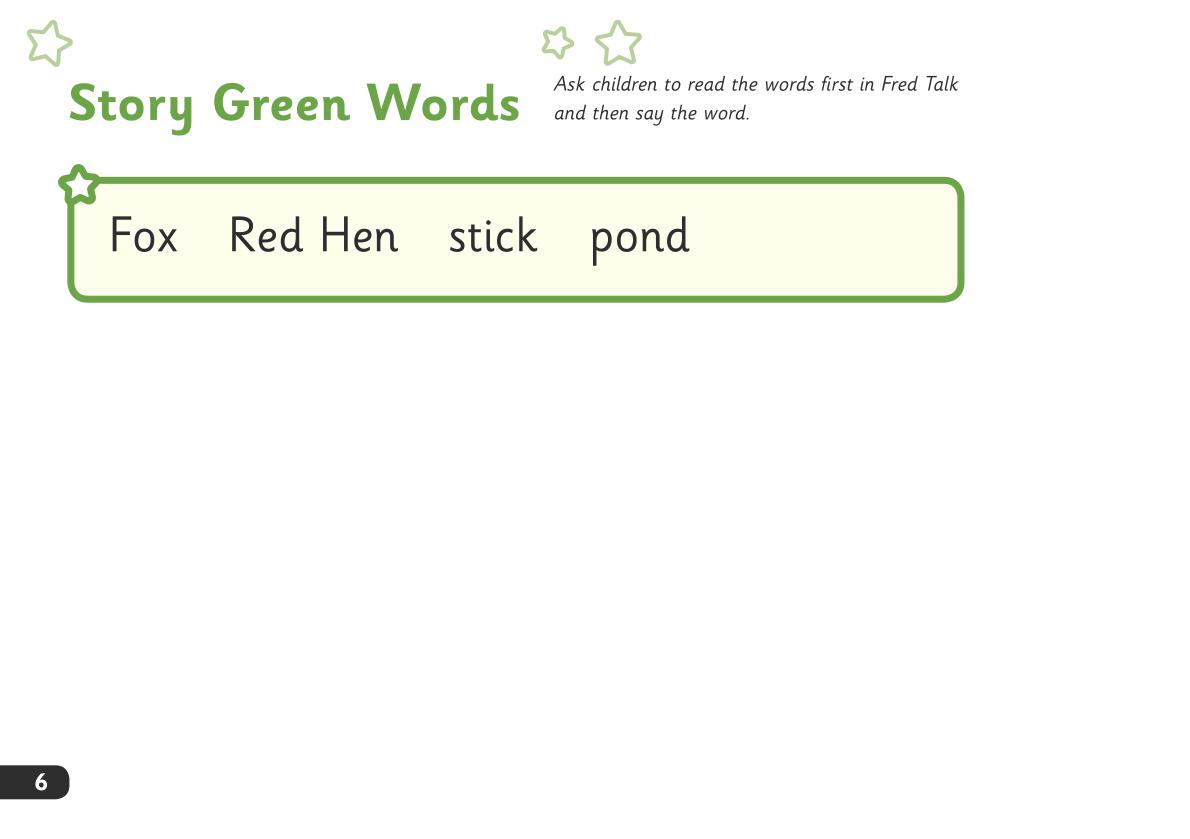 Story Green Words
Ask children to read the words first in Fred Talk
and then say the word.
Fox Red Hen stick pond
6